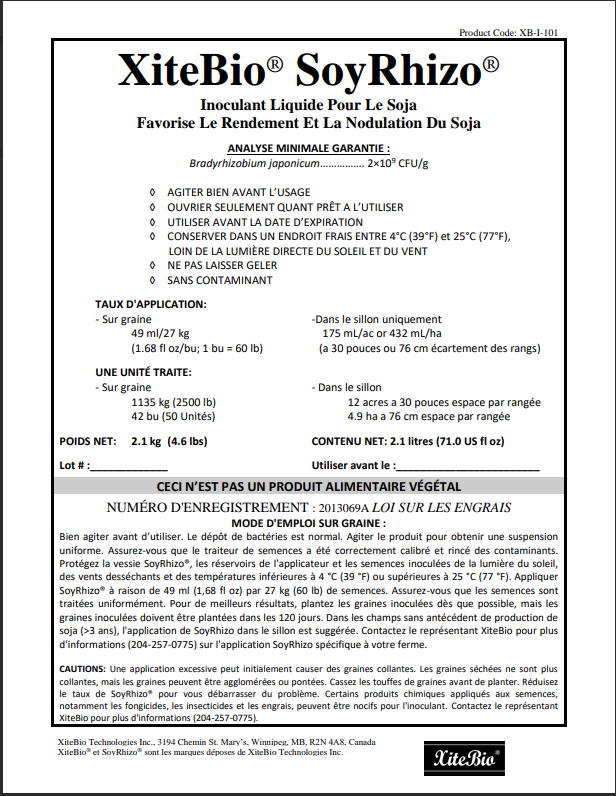 Product Code: XB-I-101
XiteBio® SoyRhizo®
Inoculant Liquide Pour Le Soja
Favorise Le Rendement Et La Nodulation Du Soja
ANALYSE MINIMALE GARANTIE :
Bradyrhizobium japonicum................ 2×10⁹ CFU/g
◊ AGITER BIEN AVANT L'USAGE
◊ OUVRIER SEULEMENT QUANT PRÊT A L'UTILISER
◊ UTILISER AVANT LA DATE D'EXPIRATION
◊ CONSERVER DANS UN ENDROIT FRAIS ENTRE 4°C (39°F) et 25°C (77°F),
LOIN DE LA LUMIÈRE DIRECTE DU SOLEIL ET DU VENT
◊ NE PAS LAISSER GELER
◊ SANS CONTAMINANT
TAUX D'APPLICATION:
- Sur graine
49 ml/27 kg
(1.68 fl oz/bu; 1 bu = 60 lb)
-Dans le sillon uniquement
175 mL/ac or 432 mL/ha
(a 30 pouces ou 76 cm écartement des rangs)
UNE UNITÉ TRAITE:
- Sur graine
1135 kg (2500 lb)
42 bu (50 Unités)
- Dans le sillon
12 acres a 30 pouces espace par rangée
4.9 ha a 76 cm espace par rangée
POIDS NET: 2.1 kg (4.6 lbs)
CONTENU NET: 2.1 litres (71.0 US fl oz)
Lot #:_____________
Utiliser avant le :________________________
CECI N'EST PAS UN PRODUIT ALIMENTAIRE VÉGÉTAL
NUMÉRO D'ENREGISTREMENT : 2013069A LOI SUR LES ENGRAIS
MODE D'EMPLOI SUR GRAINE :
Bien agiter avant d'utiliser. Le dépôt de bactéries est normal. Agiter le produit pour obtenir une suspension
uniforme. Assurez-vous que le traiteur de semences a été correctement calibré et rincé des contaminants.
Protégez la vessie SoyRhizo®, les réservoirs de l'applicateur et les semences inoculées de la lumière du soleil,
des vents desséchants et des températures inférieures à 4 °C (39 °F) ou supérieures à 25 °C (77 °F). Appliquer
SoyRhizo® à raison de 49 ml (1,68 fl oz) par 27 kg (60 lb) de semences. Assurez-vous que les semences sont
traitées uniformément. Pour de meilleurs résultats, plantez les graines inoculées dès que possible, mais les
graines inoculées doivent être plantées dans les 120 jours. Dans les champs sans antécédent de production de
soja (>3 ans), l'application de SoyRhizo dans le sillon est suggérée. Contactez le représentant XiteBio pour plus
d'informations (204-257-0775) sur l'application SoyRhizo spécifique à votre ferme.
CAUTIONS: Une application excessive peut initialement causer des graines collantes. Les graines séchées ne sont plus
collantes, mais les graines peuvent être agglomérées ou pontées. Cassez les touffes de graines avant de planter. Réduisez
le taux de SoyRhizo® pour vous débarrasser du problème. Certains produits chimiques appliqués aux semences,
notamment les fongicides, les insecticides et les engrais, peuvent être nocifs pour l'inoculant. Contactez le représentant
XiteBio pour plus d'informations (204-257-0775).
XiteBio Technologies Inc., 3194 Chemin St. Mary's, Winnipeg, MB, R2N 4A8, Canada
XiteBio® et SoyRhizo® sont les marques déposes de XiteBio Technologies Inc.
XiteBio®